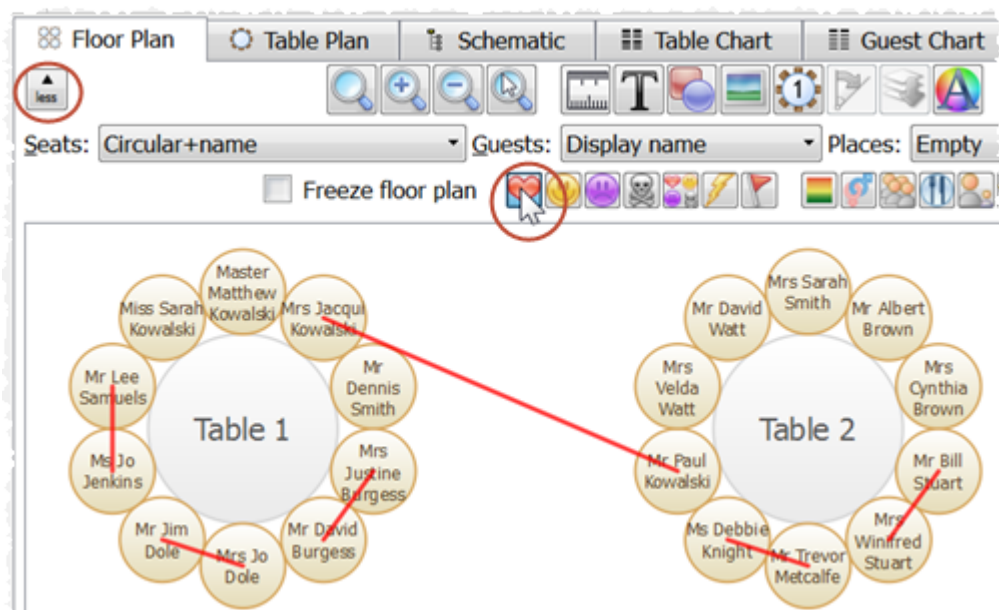 Floor Plan
Table Plan
Schematic
Table Chart
Guest Chart
less
T
1
A
Seats: Circular+name
Guests: Display name
Places: Empty
Freeze floor plan
Master
Matthew
Kowalski
Miss Sarah
Kowalski
Mrs Jacqui
Kowalski
Mr Lee
Samuels
Mr
Dennis
Smith
Table 1
Ms Jo
Jenkins
Mrs
Justine
Burgess
Mr Jim
Dole
Mrs Jo
Dole
Mr David
Burgess
Mrs Sarah
Smith
Mr David
Watt
Mr Albert
Brown
Mrs
Velda
Watt
Mrs
Cynthia
Brown
Table 2
Mr Paul
Kowalski
Mr Bill
Stuart
Ms Debbie
Knight
Mr Trevor
Metcalfe
Mrs
Winifred
Stuart